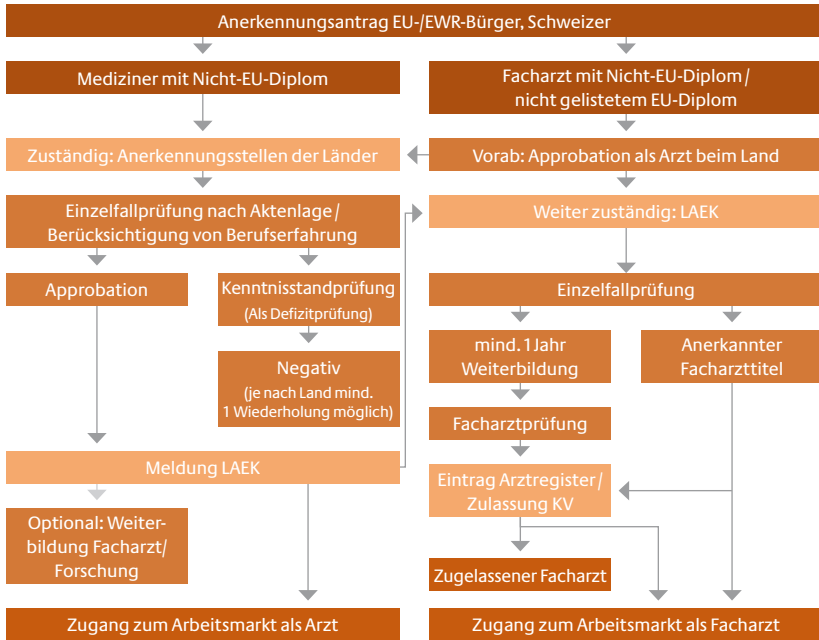 Anerkennungsantrag EU-/EWR-Bürger, Schweizer
Mediziner mit Nicht-EU-Diplom
Facharzt mit Nicht-EU-Diplom /
nicht gelistetem EU-Diplom
Zuständig: Anerkennungsstellen der Länder
Vorab: Approbation als Arzt beim Land
Einzelfallprüfung nach Aktenlage /
Berücksichtigung von Berufserfahrung
Weiter zuständig: LAEK
Approbation
Kenntnisstandprüfung
(Als Defizitprüfung)
Einzelfallprüfung
Negativ
(je nach Land mind.
1 Wiederholung möglich)
mind. 1 Jahr
Weiterbildung
Anerkannter
Facharzttitel
Facharztprüfung
Meldung LAEK
Eintrag Arztregister /
Zulassung KV
Optional: Weiter-
bildung Facharzt/
Forschung
Zugelassener Facharzt
Zugang zum Arbeitsmarkt als Arzt
Zugang zum Arbeitsmarkt als Facharzt